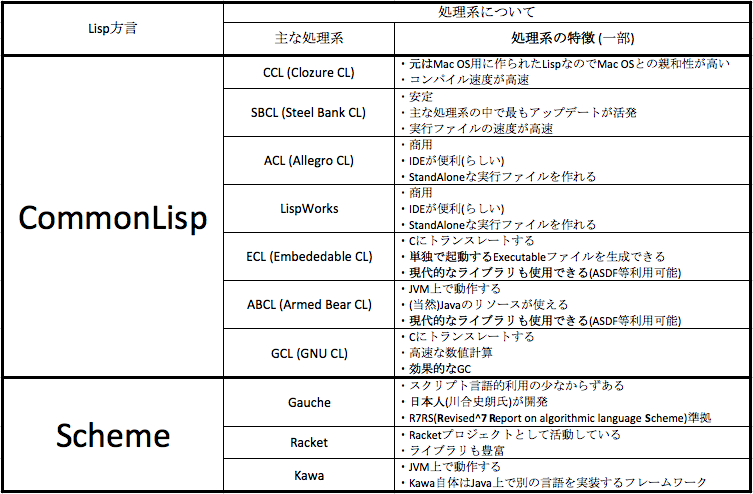 Lisp方言
処理系について
主な処理系
処理系の特徴 (一部)
CommonLisp
CCL (Clozure CL)
・元はMac OS用に作られたLispなのでMac OSとの親和性が高い
・コンパイル速度が高速
SBCL (Steel Bank CL)
・安定
・主な処理系の中で最もアップデートが活発
・実行ファイルの速度が高速
ACL (Allegro CL)
・商用
・IDEが便利(らしい)
・StandAloneな実行ファイルを作れる
LispWorks
・商用
・IDEが便利(らしい)
・StandAloneな実行ファイルを作れる
ECL (Embededable CL)
・Cにトランスレートする
・単独で起動するExecutableファイルを生成できる
・現代的なライブラリも使用できる(ASDF等利用可能)
ABCL (Armed Bear CL)
・JVM上で動作する
・(当然)Javaのリソースが使える
・現代的なライブラリも使用できる(ASDF等利用可能)
GCL (GNU CL)
・Cにトランスレートする
・高速な数値計算
・効果的なGC
Scheme
Gauche
・スクリプト言語的利用の少なからずある
・日本人(川合史朗氏)が開発
・R7RS(Revised^7 Report on algorithmic language Scheme)準拠
Racket
・Racketプロジェクトとして活動している
・ライブラリも豊富
Kawa
・JVM上で動作する
・Kawa自体はJava上で別の言語を実装するフレームワーク